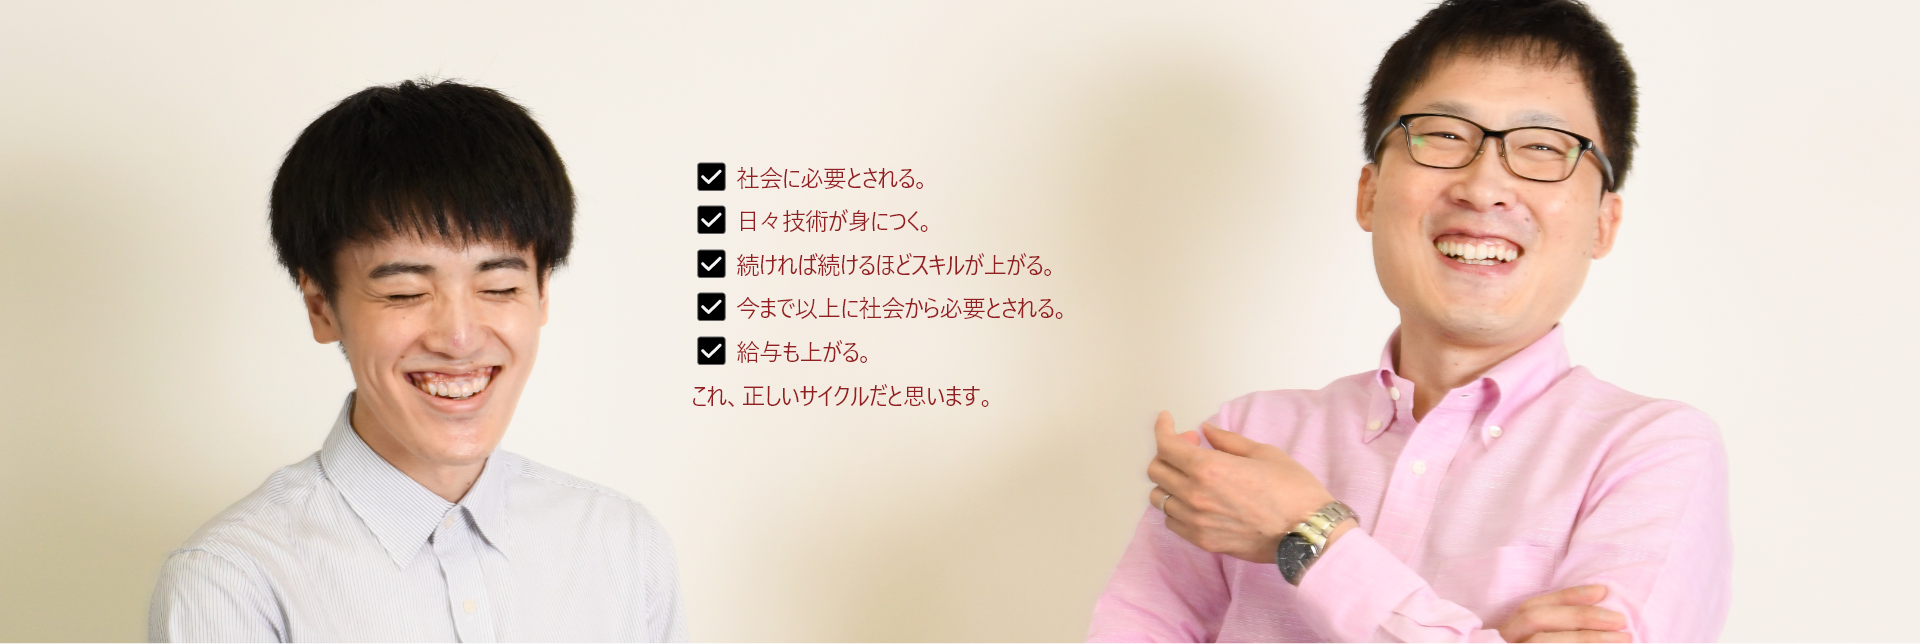 社会に必要とされる。
日々技術が身につく。
続ければ続けるほどスキルが上がる。
今まで以上に社会から必要とされる。
給与も上がる。
これ、正しいサイクルだと思います。